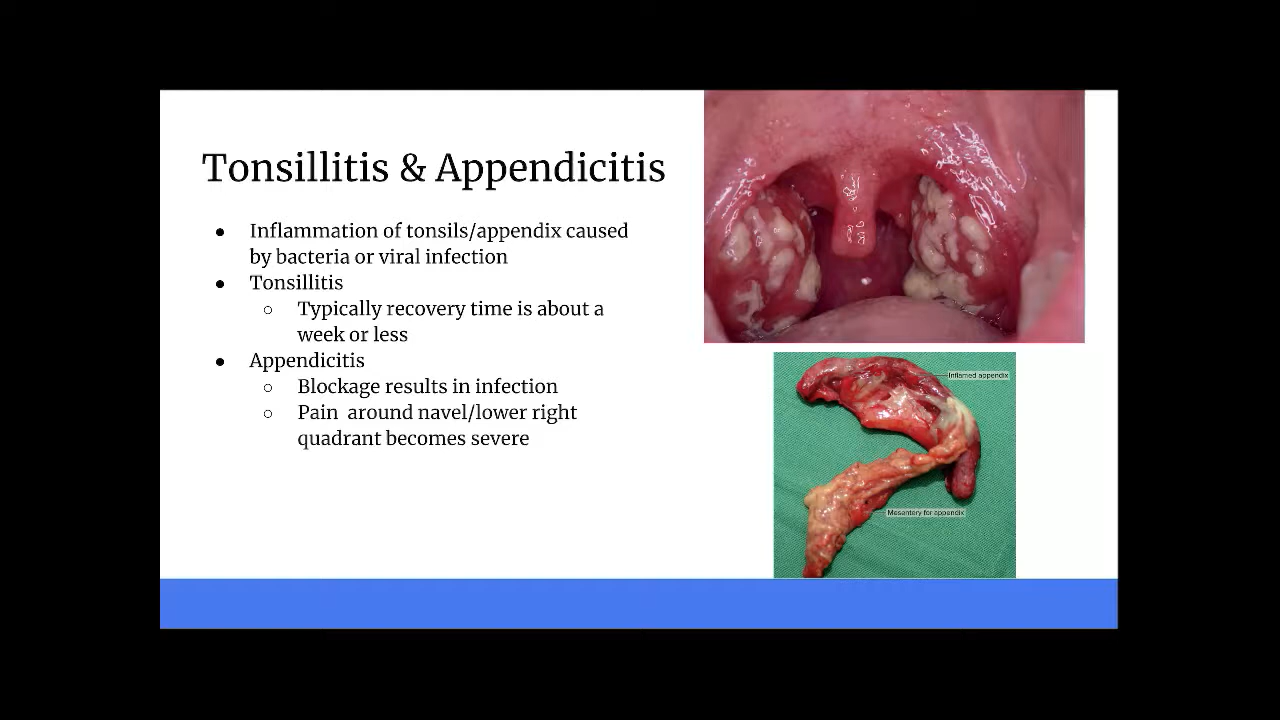 Tonsillitis & Appendicitis
● Inflammation of tonsils/appendix caused
by bacteria or viral infection
● Tonsillitis
○ Typically recovery time is about a
week or less
● Appendicitis
○ Blockage results in infection
○ Pain around navel/lower right
quadrant becomes severe
Inflamed appendix
Mesentery for appendix